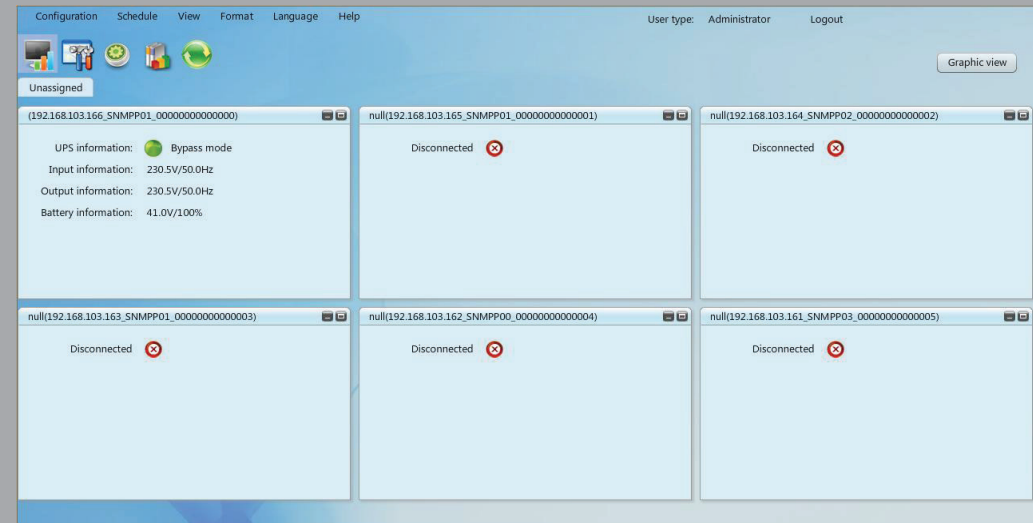 Configuration Schedule View Format Language Help User type: Administrator Logout
Graphic view
Unassigned
(192.168.103.166_SNMPP01_00000000000000)
UPS information: Bypass mode
Input information: 230.5V/50.0Hz
Output information: 230.5V/50.0Hz
Battery information: 41.0V/100%
null(192.168.103.165_SNMPP01_00000000000001)
Disconnected
null(192.168.103.164_SNMPP02_00000000000002)
Disconnected
null(192.168.103.163_SNMPP01_00000000000003)
Disconnected
null(192.168.103.162_SNMPP00_00000000000004)
Disconnected
null(192.168.103.161_SNMPP03_00000000000005)
Disconnected